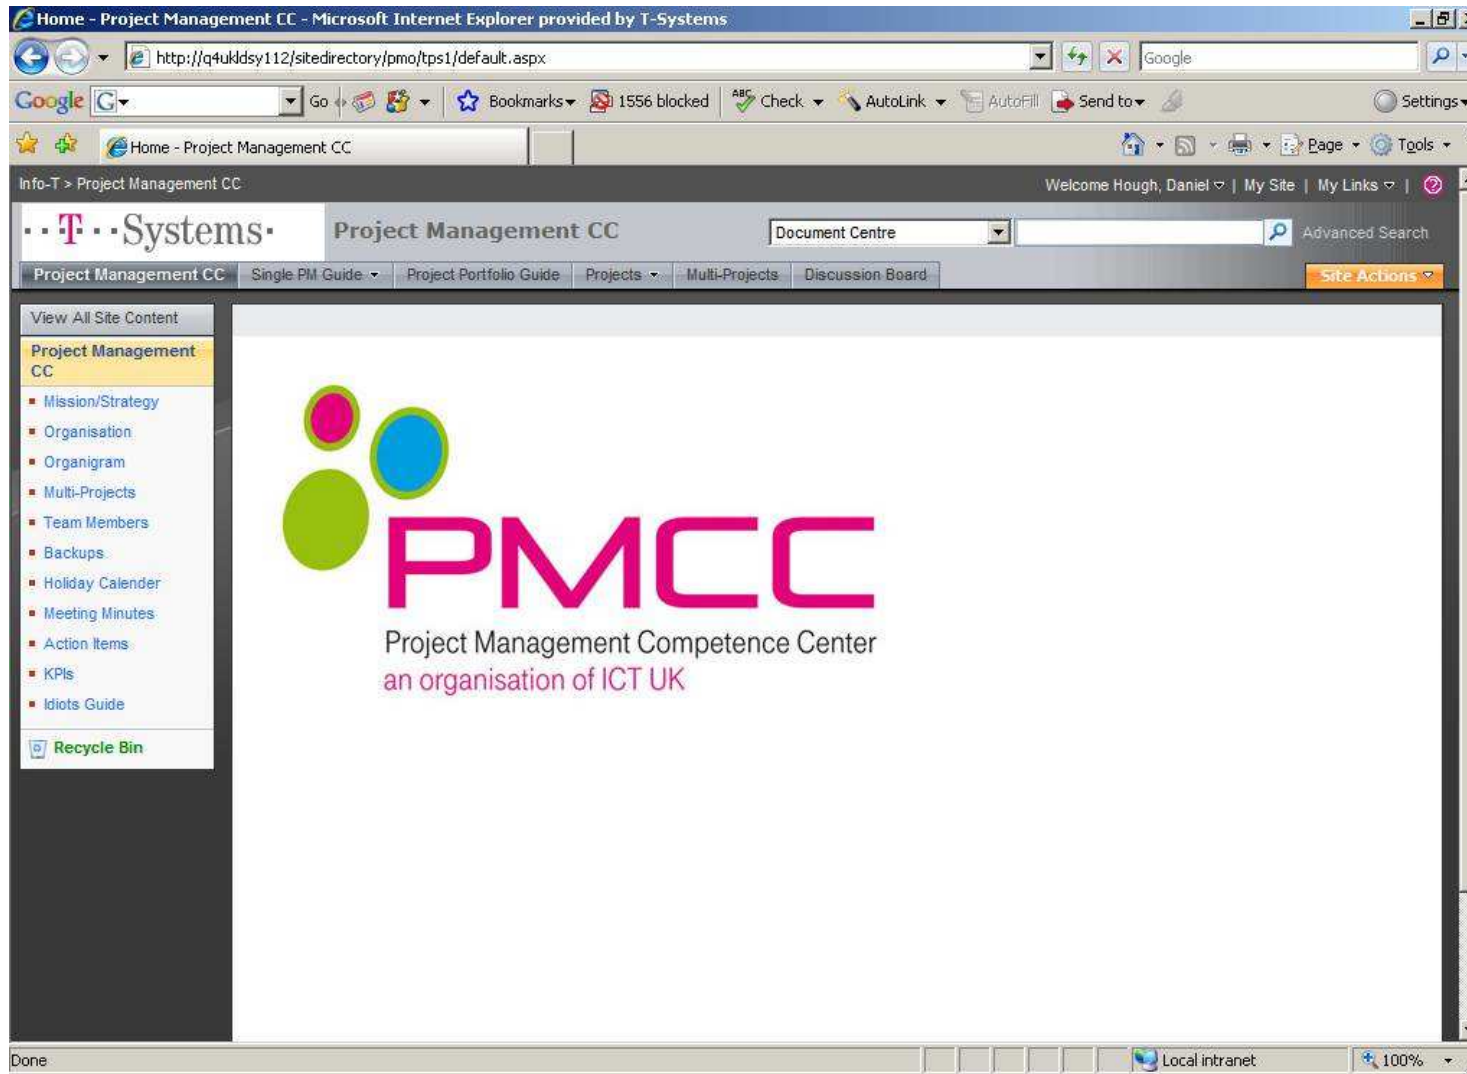 Home - Project Management CC - Microsoft Internet Explorer provided by T-Systems
http://q4ukldsy112/sitedirectory/pmo/tps1/default.aspx
Google
Google G Go Bookmarks 1556 blocked ABC Check AutoLink AutoFill Send to Settings
Home - Project Management CC
Page Tools
Info-T > Project Management CC
Welcome Hough, Daniel | My Site | My Links |
··T··Systems·
Project Management CC
Document Centre
Advanced Search
Project Management CC Single PM Guide Project Portfolio Guide Projects Multi-Projects Discussion Board
Site Actions
View All Site Content
Project Management
CC
Mission/Strategy
Organisation
Organigram
Multi-Projects
Team Members
Backups
Holiday Calender
Meeting Minutes
Action Items
KPIs
Idiots Guide
Recycle Bin
PMCC
Project Management Competence Center
an organisation of ICT UK
Done
Local intranet
100%